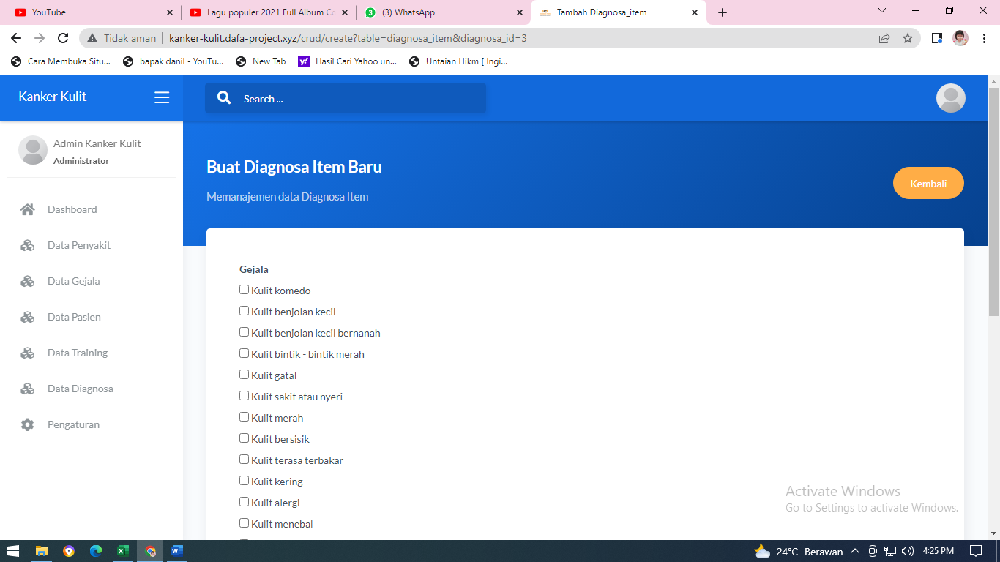 YouTube
Lagu populer 2021 Full Album Co
(3) WhatsApp
Tambah Diagnosa_item
Tidak aman
kanker-kulit.dafa-project.xyz/crud/create?table=diagnosa_item&diagnosa_id=3
Cara Membuka Situ...
bapak danil - YouTu...
New Tab
Hasil Cari Yahoo un...
Untaian Hikm [ Ingi...
Kanker Kulit
Search ...
Admin Kanker Kulit
Administrator
Dashboard
Data Penyakit
Data Gejala
Data Pasien
Data Training
Data Diagnosa
Pengaturan
Buat Diagnosa Item Baru
Memanajemen data Diagnosa Item
Kembali
Gejala
Kulit komedo
Kulit benjolan kecil
Kulit benjolan kecil bernanah
Kulit bintik - bintik merah
Kulit gatal
Kulit sakit atau nyeri
Kulit merah
Kulit bersisik
Kulit terasa terbakar
Kulit kering
Kulit alergi
Kulit menebal
Activate Windows
Go to Settings to activate Windows.
24°C Berawan
4:25 PM